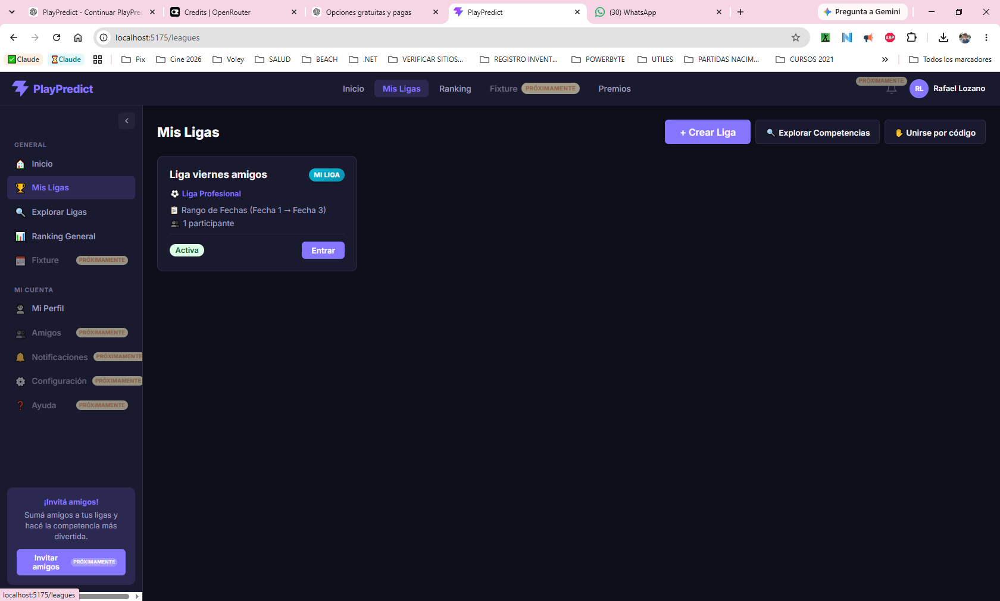 PlayPredict - Continuar PlayPre
Credits | OpenRouter
Opciones gratuitas y pagas
PlayPredict
(30) WhatsApp
Pregunta a Gemini
localhost:5175/leagues
Claude
Claude
Pix
Cine 2026
Voley
SALUD
BEACH
.NET
VERIFICAR SITIOS...
REGISTRO INVENT...
POWERBYTE
UTILES
PARTIDAS NACIM...
CURSOS 2021
Todos los marcadores
PlayPredict
Inicio
Mis Ligas
Ranking
Fixture PRÓXIMAMENTE
Premios
PRÓXIMAMENTE
RL
Rafael Lozano
GENERAL
Inicio
Mis Ligas
Explorar Ligas
Ranking General
Fixture PRÓXIMAMENTE
MI CUENTA
Mi Perfil
Amigos PRÓXIMAMENTE
Notificaciones PRÓXIMAMENTE
Configuración PRÓXIMAMENTE
Ayuda PRÓXIMAMENTE
¡Invitá amigos!
Sumá amigos a tus ligas y
hacé la competencia más
divertida.
Invitar
amigos
PRÓXIMAMENTE
localhost:5175/leagues
Mis Ligas
+ Crear Liga
Explorar Competencias
Unirse por código
Liga viernes amigos
MI LIGA
Liga Profesional
Rango de Fechas (Fecha 1 → Fecha 3)
1 participante
Activa
Entrar